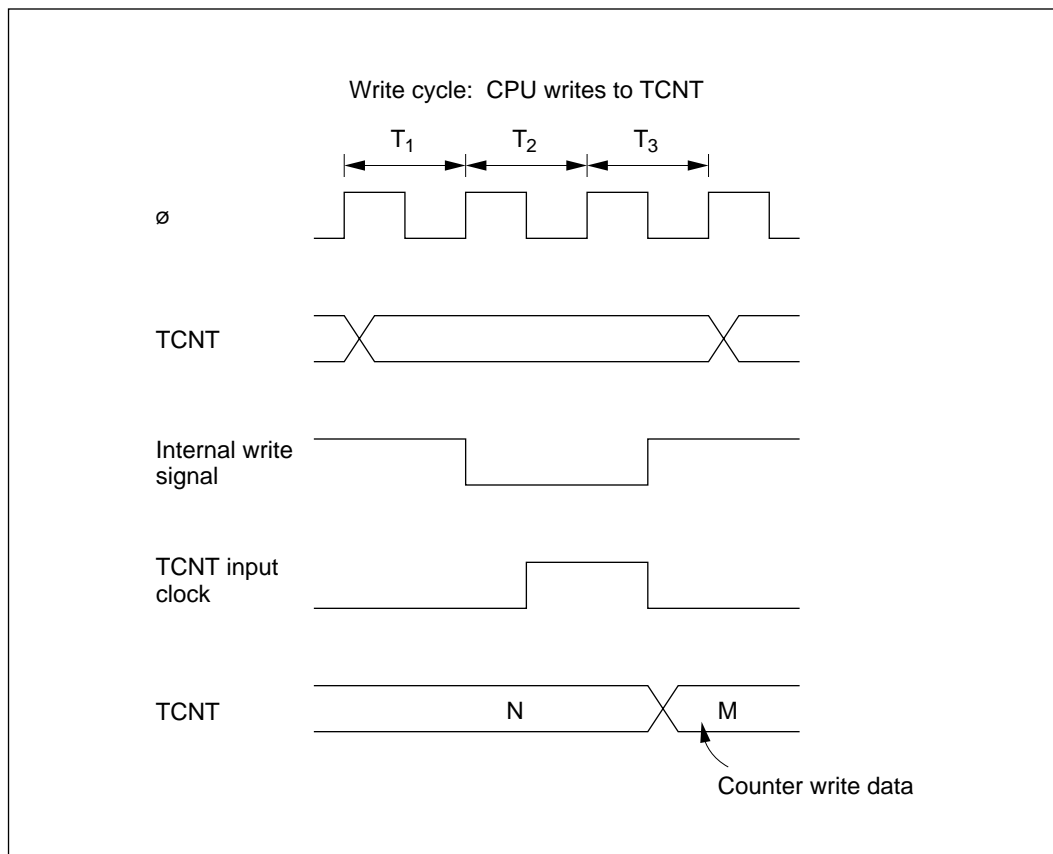 Write cycle: CPU writes to TCNT
T₁ T₂ T₃
ø
TCNT
Internal write
signal
TCNT input
clock
TCNT
N M
Counter write data